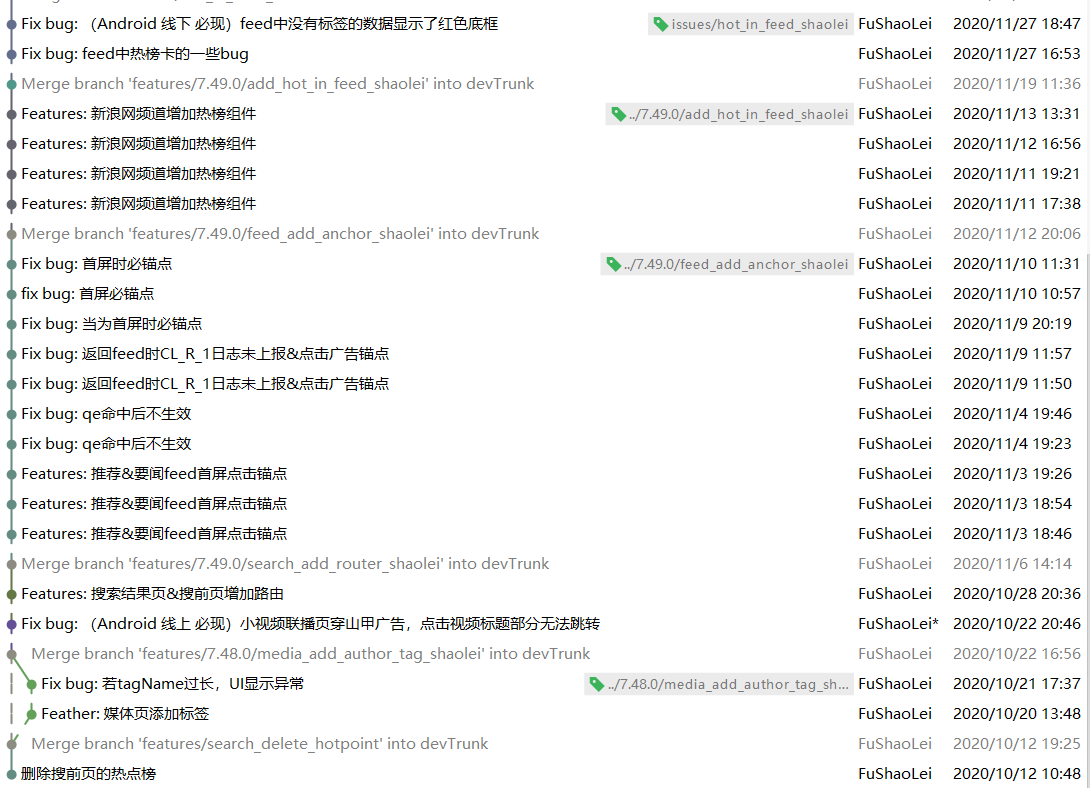 Fix bug: （Android 线下 必现）feed中没有标签的数据显示了红色底框 issues/hot_in_feed_shaolei FuShaoLei 2020/11/27 18:47
Fix bug: feed中热榜卡的一些bug FuShaoLei 2020/11/27 16:53
Merge branch 'features/7.49.0/add_hot_in_feed_shaolei' into devTrunk FuShaoLei 2020/11/19 11:36
Features: 新浪网频道增加热榜组件 ../7.49.0/add_hot_in_feed_shaolei FuShaoLei 2020/11/13 13:31
Features: 新浪网频道增加热榜组件 FuShaoLei 2020/11/12 16:56
Features: 新浪网频道增加热榜组件 FuShaoLei 2020/11/11 19:21
Features: 新浪网频道增加热榜组件 FuShaoLei 2020/11/11 17:38
Merge branch 'features/7.49.0/feed_add_anchor_shaolei' into devTrunk FuShaoLei 2020/11/12 20:06
Fix bug: 首屏时必锚点 ../7.49.0/feed_add_anchor_shaolei FuShaoLei 2020/11/10 11:31
fix bug: 首屏必锚点 FuShaoLei 2020/11/10 10:57
Fix bug: 当为首屏时必锚点 FuShaoLei 2020/11/9 20:19
Fix bug: 返回feed时CL_R_1日志未上报&点击广告锚点 FuShaoLei 2020/11/9 11:57
Fix bug: 返回feed时CL_R_1日志未上报&点击广告锚点 FuShaoLei 2020/11/9 11:50
Fix bug: qe命中后不生效 FuShaoLei 2020/11/4 19:46
Fix bug: qe命中后不生效 FuShaoLei 2020/11/4 19:23
Features: 推荐&要闻feed首屏点击锚点 FuShaoLei 2020/11/3 19:26
Features: 推荐&要闻feed首屏点击锚点 FuShaoLei 2020/11/3 18:54
Features: 推荐&要闻feed首屏点击锚点 FuShaoLei 2020/11/3 18:46
Merge branch 'features/7.49.0/search_add_router_shaolei' into devTrunk FuShaoLei 2020/11/6 14:14
Features: 搜索结果页&搜前页增加路由 FuShaoLei 2020/10/28 20:36
Fix bug: （Android 线上 必现）小视频联播页穿山甲广告，点击视频标题部分无法跳转 FuShaoLei* 2020/10/22 20:46
Merge branch 'features/7.48.0/media_add_author_tag_shaolei' into devTrunk FuShaoLei 2020/10/22 16:56
Fix bug: 若tagName过长，UI显示异常 ../7.48.0/media_add_author_tag_sh... FuShaoLei 2020/10/21 17:37
Feather: 媒体页添加标签 FuShaoLei 2020/10/20 13:48
Merge branch 'features/search_delete_hotpoint' into devTrunk FuShaoLei 2020/10/12 19:25
删除搜前页的热点榜 FuShaoLei 2020/10/12 10:48